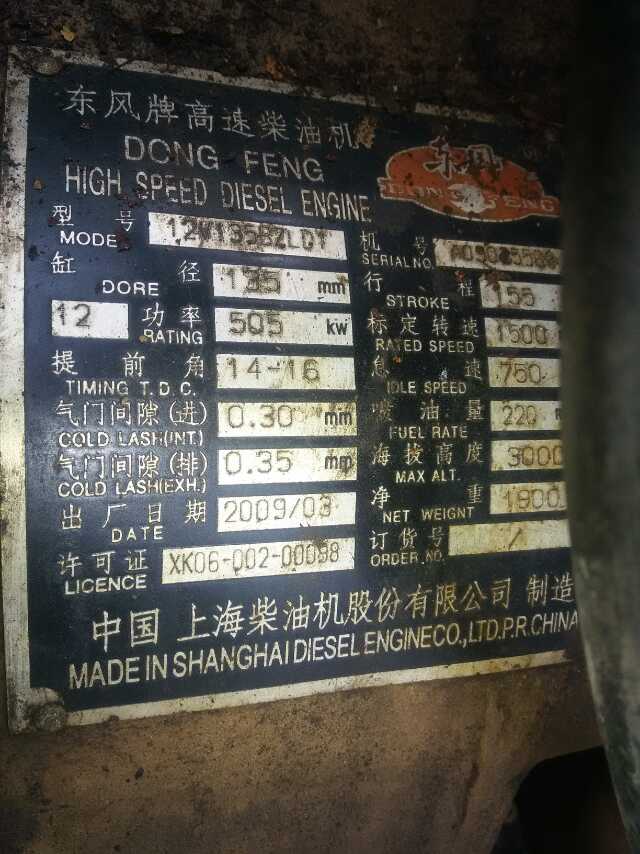 东风牌高速柴油机
DONG FENG
HIGH SPEED DIESEL ENGINE
东风
DONG FENG
型号 MODEL
机号 SERIAL NO.
缸径 DORE 135 mm
行程 STROKE 155
12 功率 RATING 505 kw
标定转速 RATED SPEED 1500
提前角 TIMING T.D.C. 14-16
怠速 IDLE SPEED 750
气门间隙(进) COLD LASH(INT.) 0.30 mm
喷油量 FUEL RATE 220
气门间隙(排) COLD LASH(EXH.) 0.35 mm
海拔高度 MAX ALT. 3000
出厂日期 DATE 2009/03
净重 NET WEIGNT 1800
许可证 LICENCE XK06-002-00038
订货号 ORDER.NO. /
中国 上海柴油机股份有限公司 制造
MADE IN SHANGHAI DIESEL ENGINE CO., LTD.P.R.CHINA